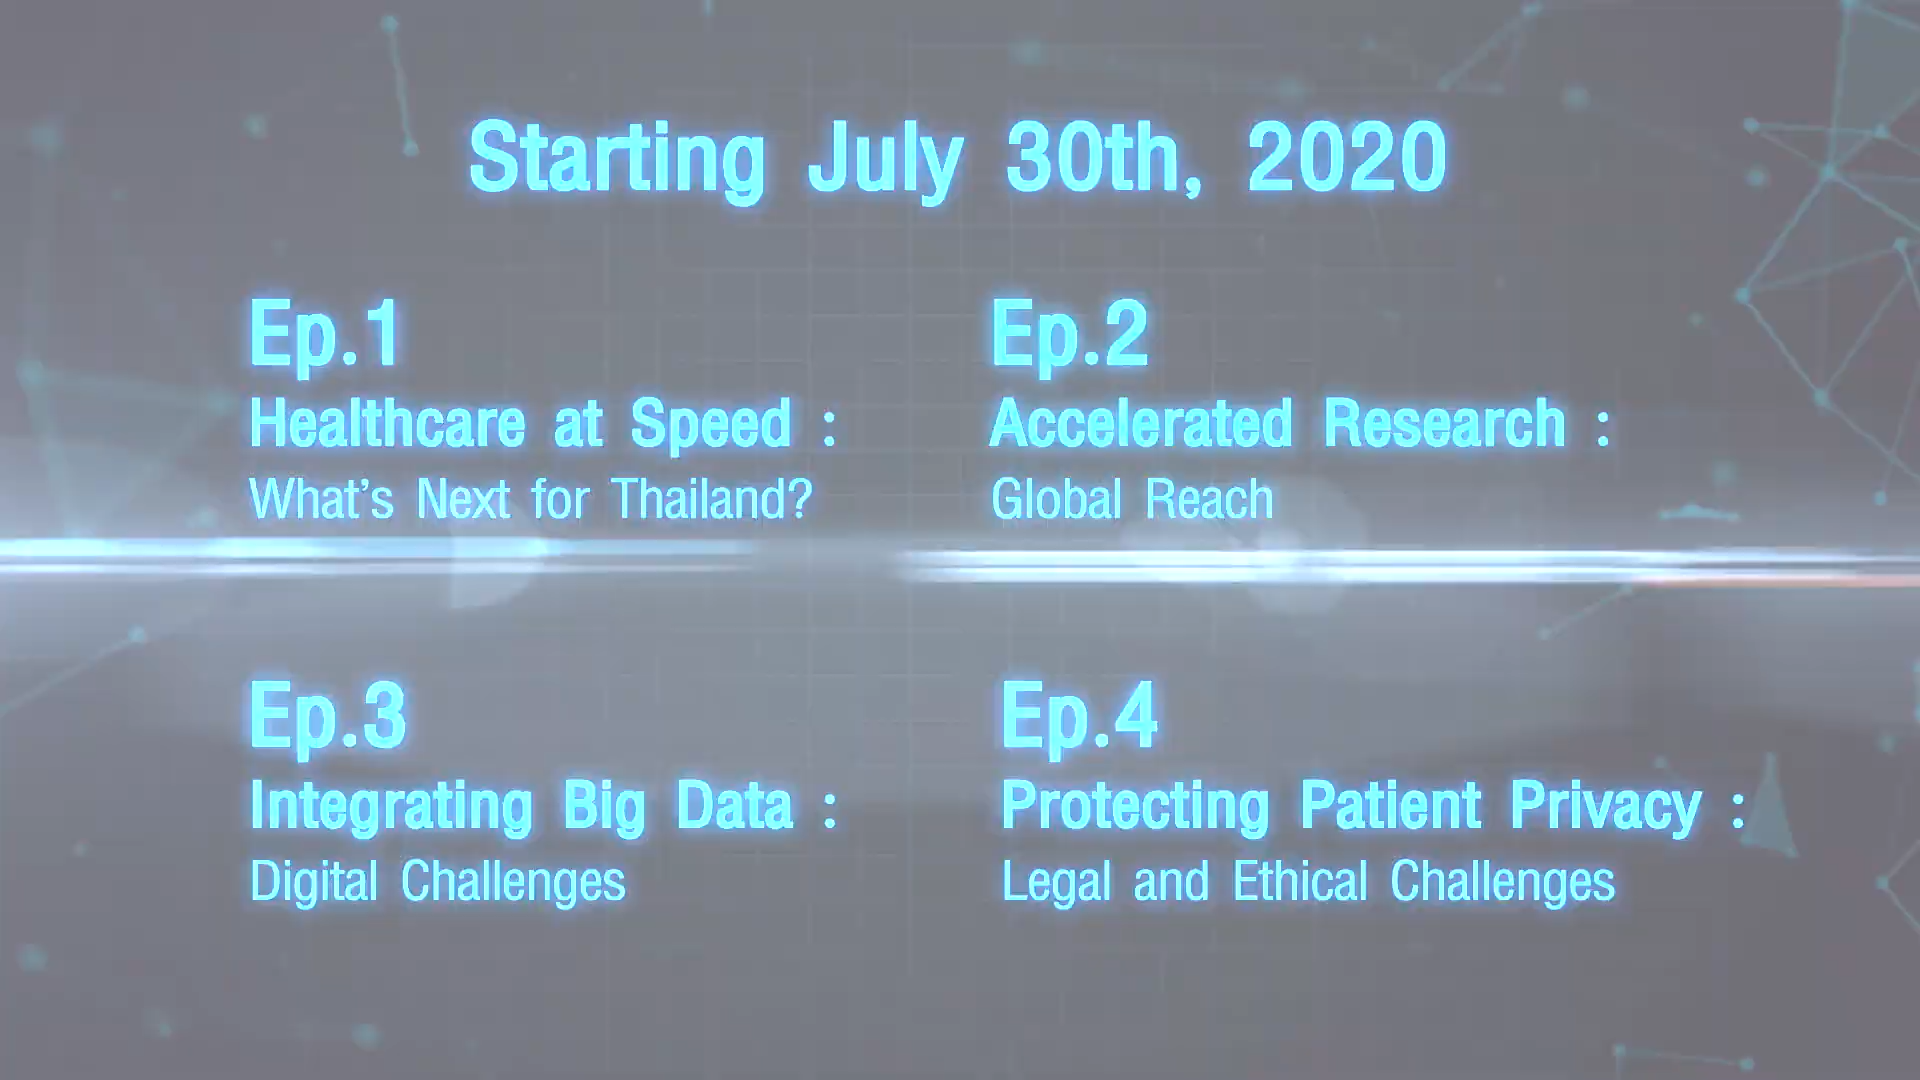 Starting July 30th, 2020
Ep.1
Healthcare at Speed :
What's Next for Thailand?
Ep.2
Accelerated Research :
Global Reach
Ep.3
Integrating Big Data :
Digital Challenges
Ep.4
Protecting Patient Privacy :
Legal and Ethical Challenges